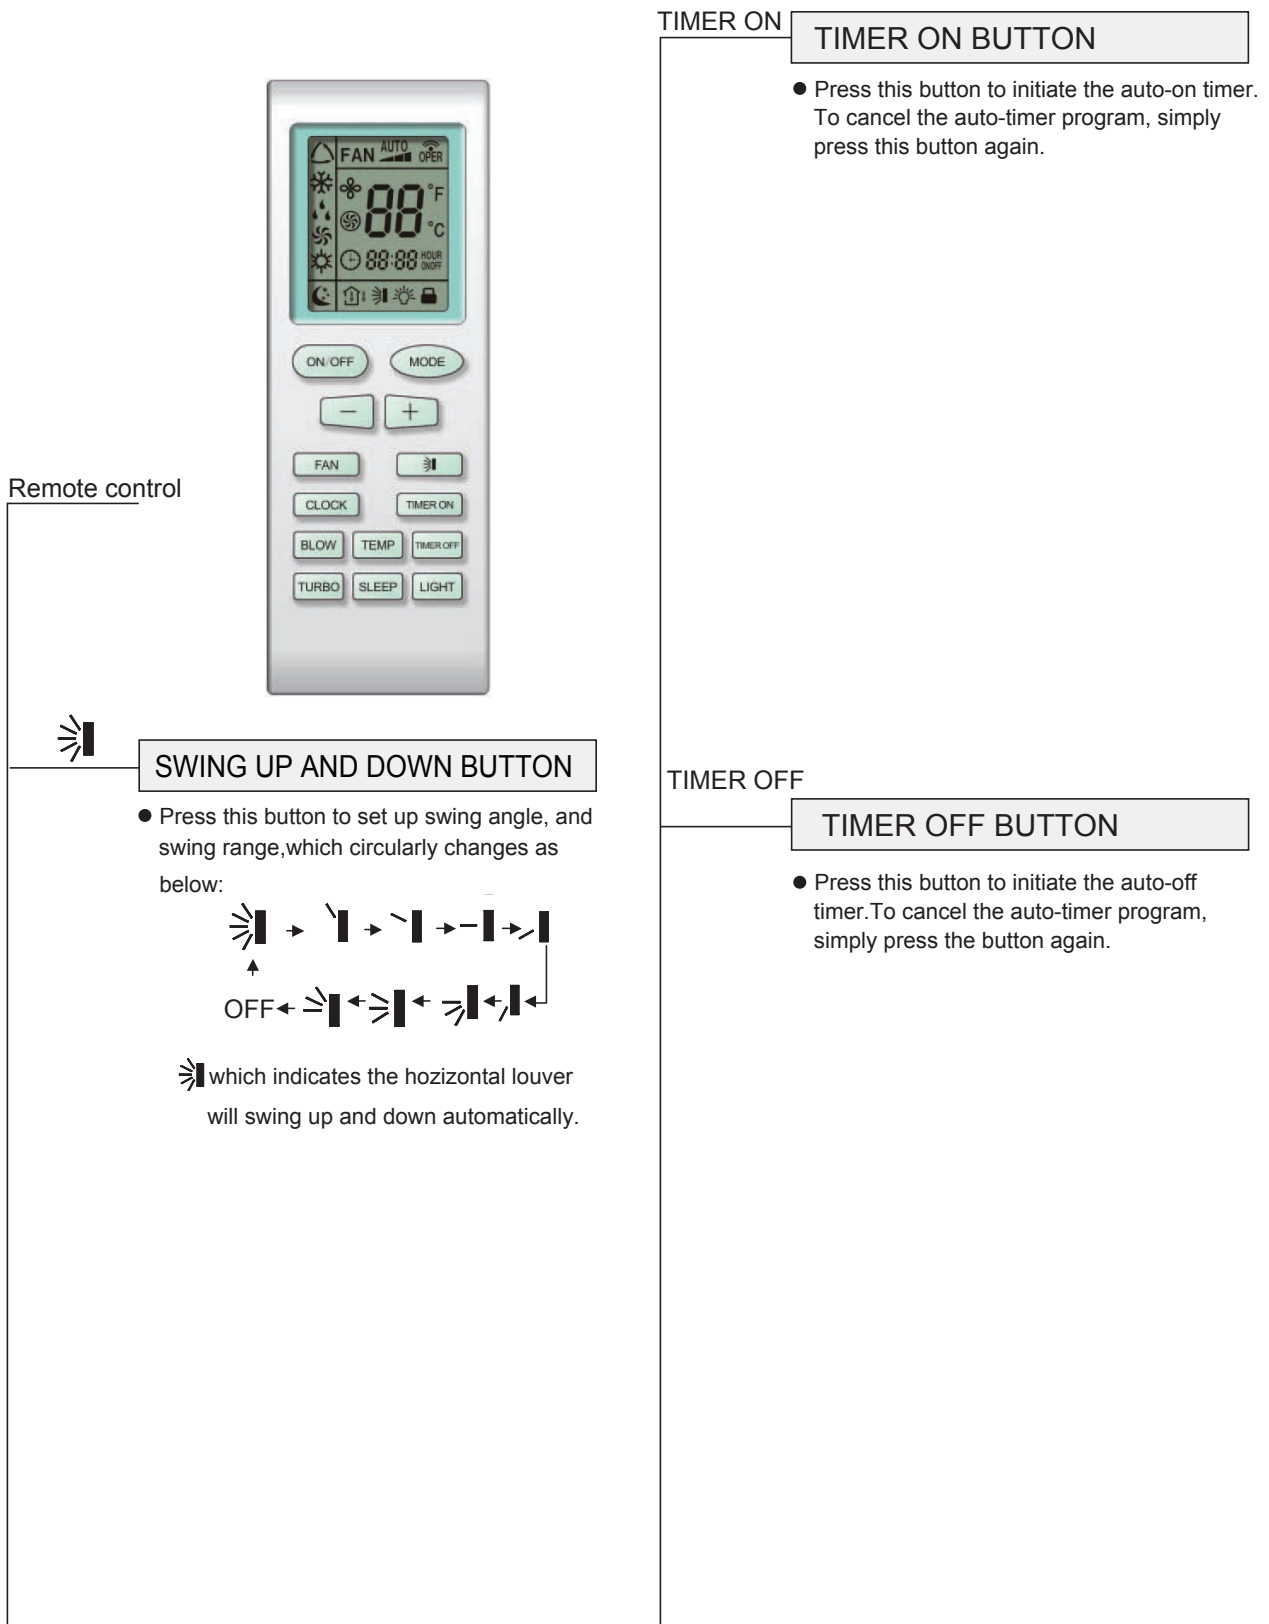 FAN AUTO OPER
88 °F
°C
88:88 HOUR
ON OFF
ON/OFF MODE
− +
FAN
CLOCK TIMER ON
BLOW TEMP TIMER OFF
TURBO SLEEP LIGHT
Remote control
SWING UP AND DOWN BUTTON
● Press this button to set up swing angle, and
swing range,which circularly changes as
below:
OFF
which indicates the hozizontal louver
will swing up and down automatically.
TIMER ON
TIMER ON BUTTON
● Press this button to initiate the auto-on timer.
To cancel the auto-timer program, simply
press this button again.
TIMER OFF
TIMER OFF BUTTON
● Press this button to initiate the auto-off
timer.To cancel the auto-timer program,
simply press the button again.